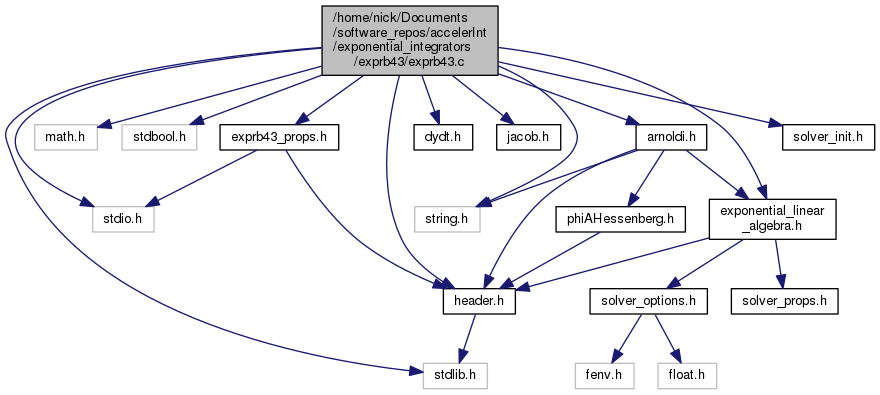 /home/nick/Documents
/software_repos/accelerInt
/exponential_integrators
/exprb43/exprb43.c
math.h
stdbool.h
exprb43_props.h
dydt.h
jacob.h
arnoldi.h
solver_init.h
stdio.h
string.h
phiAHessenberg.h
exponential_linear
_algebra.h
header.h
solver_options.h
solver_props.h
stdlib.h
fenv.h
float.h